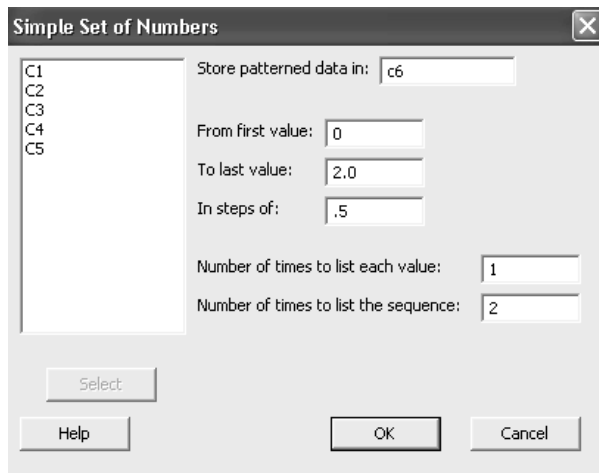 Simple Set of Numbers
C1
C2
C3
C4
C5
Store patterned data in: c6
From first value: 0
To last value: 2.0
In steps of: .5
Number of times to list each value: 1
Number of times to list the sequence: 2
Select
Help
OK
Cancel